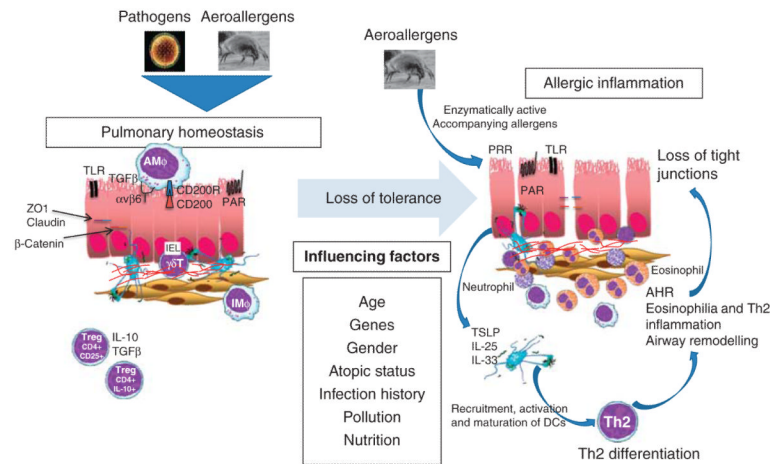 Pathogens
Aeroallergens
Pulmonary homeostasis
AMϕ
TLR
TGFβ
αvβ6T
CD200R
CD200
PAR
ZO1
Claudin
β-Catenin
IEL
γδT
IMϕ
Treg
CD4+
CD25+
IL-10
TGFβ
Treg
CD4+
IL-10+
Loss of tolerance
Influencing factors
Age
Genes
Gender
Atopic status
Infection history
Pollution
Nutrition
Aeroallergens
Allergic inflammation
Enzymatically active
Accompanying allergens
PRR
TLR
PAR
Loss of tight
junctions
Neutrophil
Eosinophil
AHR
Eosinophilia and Th2
inflammation
Airway remodelling
TSLP
IL-25
IL-33
Recruitment, activation
and maturation of DCs
Th2
Th2 differentiation